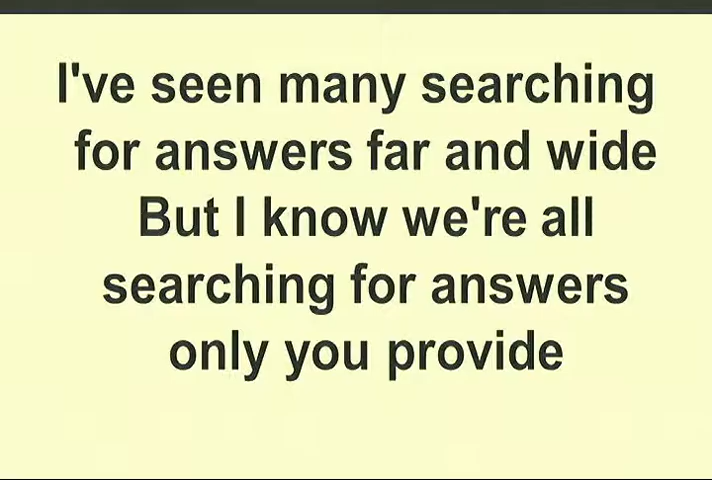 I've seen many searching
for answers far and wide
But I know we're all
searching for answers
only you provide